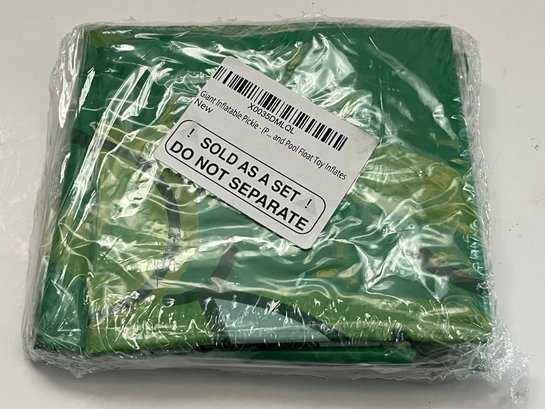 X0035DMLQL
Giant Inflatable Pickle - (P... and Pool Float Toy Inflates
New
! SOLD AS A SET !
DO NOT SEPARATE